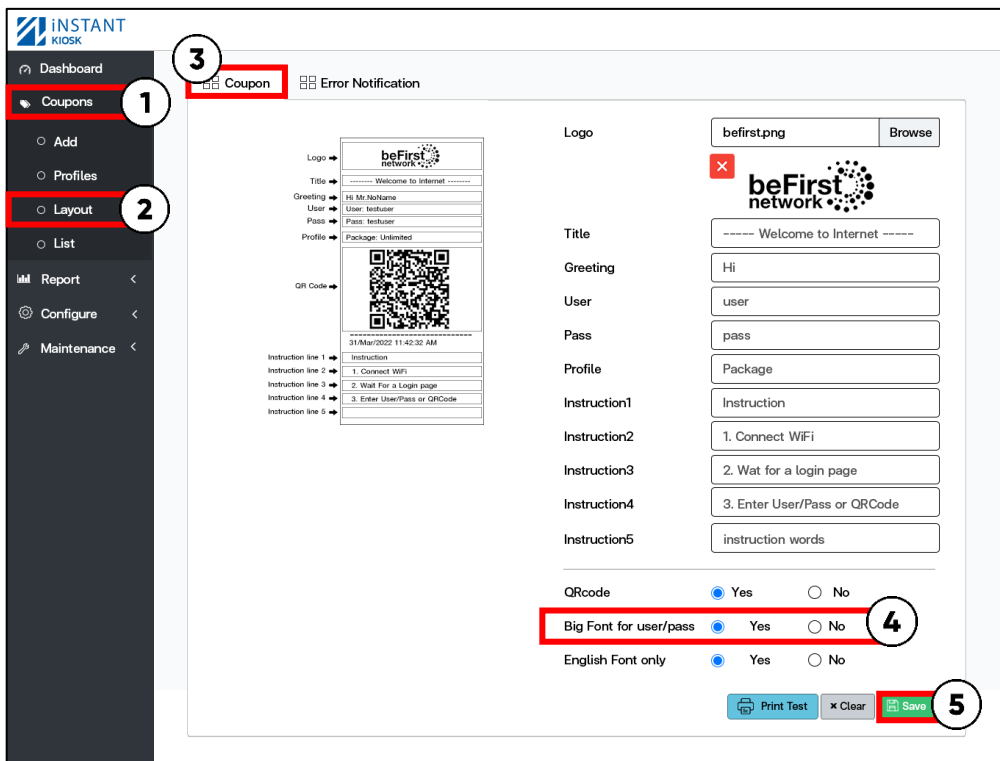 iNSTANT
KIOSK
Dashboard
Coupons
1
Add
Profiles
Layout
2
List
Report
Configure
Maintenance
3
Coupon
Error Notification
Logo
beFirst
network
Title
-------- Welcome to Internet -------
Greeting
Hi Mr.NoName
User
User: testuser
Pass
Pass: testuser
Profile
Package: Unlimited
QR Code
------------------------------
31/Mar/2022 11:42:32 AM
Instruction line 1
Instruction
Instruction line 2
1. Connect WiFi
Instruction line 3
2. Wait For a Login page
Instruction line 4
3. Enter User/Pass or QRCode
Instruction line 5
Logo
befirst.png
Browse
beFirst
network
Title
----- Welcome to Internet -----
Greeting
Hi
User
user
Pass
pass
Profile
Package
Instruction1
Instruction
Instruction2
1. Connect WiFi
Instruction3
2. Wat for a login page
Instruction4
3. Enter User/Pass or QRCode
Instruction5
instruction words
QRcode
Yes
No
Big Font for user/pass
Yes
No
4
English Font only
Yes
No
Print Test
× Clear
Save
5